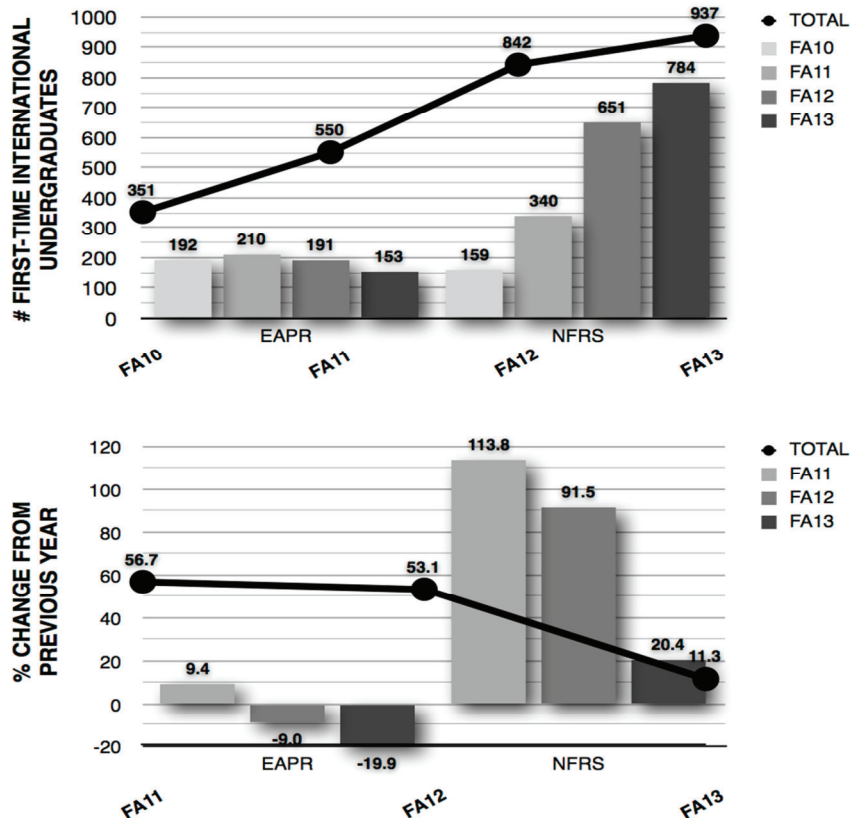 # FIRST-TIME INTERNATIONAL
UNDERGRADUATES
1000
900
800
700
600
500
400
300
200
100
0
351
550
842
937
192
210
191
153
159
340
651
784
EAPR
NFRS
FA10
FA11
FA12
FA13
TOTAL
FA10
FA11
FA12
FA13
% CHANGE FROM
PREVIOUS YEAR
120
100
80
60
40
20
0
-20
56.7
53.1
11.3
9.4
-9.0
-19.9
113.8
91.5
20.4
EAPR
NFRS
FA11
FA12
FA13
TOTAL
FA11
FA12
FA13